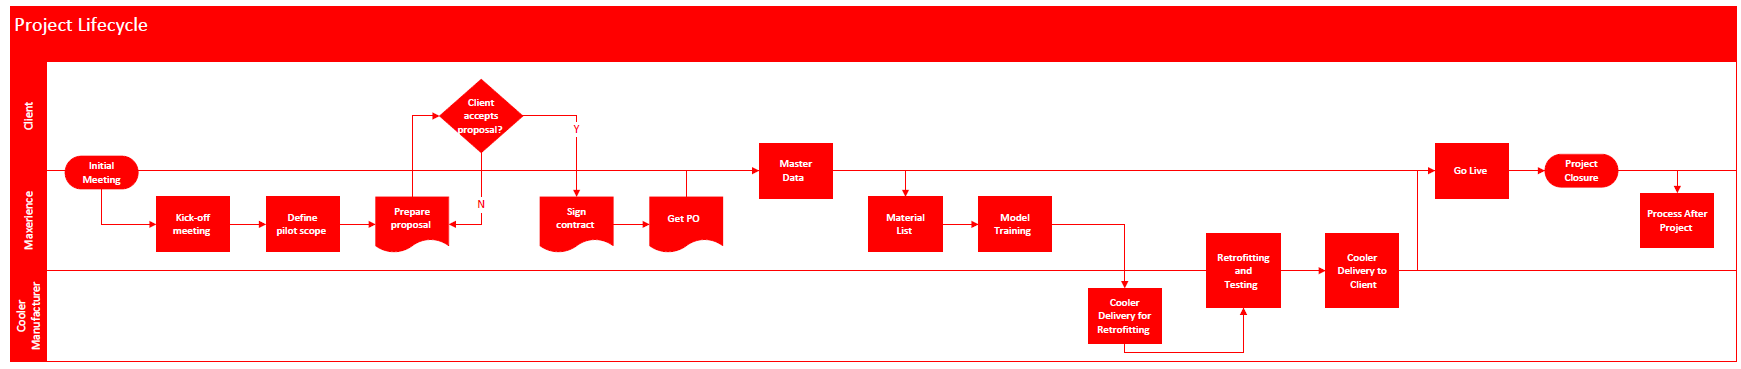 Project Lifecycle
Client
Maxerience
Cooler
Manufacturer
Initial
Meeting
Kick-off
meeting
Define
pilot scope
Prepare
proposal
Client
accepts
proposal?
Y
N
Sign
contract
Get PO
Master
Data
Material
List
Model
Training
Cooler
Delivery for
Retrofitting
Retrofitting
and
Testing
Cooler
Delivery to
Client
Go Live
Project
Closure
Process After
Project